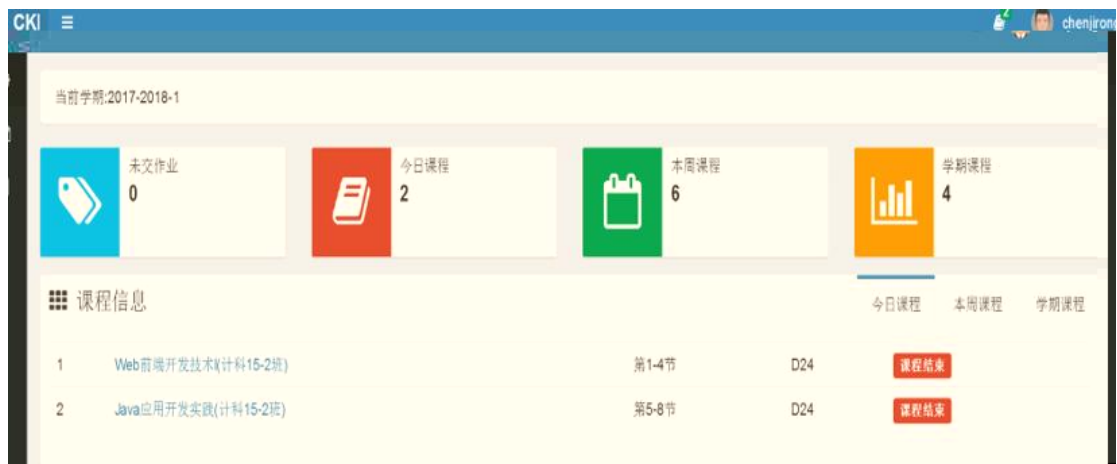 CKI
2
chenjirong
当前学期:2017-2018-1
未交作业
0
今日课程
2
本周课程
6
学期课程
4
课程信息
今日课程 本周课程 学期课程
1 Web前端开发技术I(计科15-2班) 第1-4节 D24 课程结束
2 Java应用开发实践(计科15-2班) 第5-8节 D24 课程结束